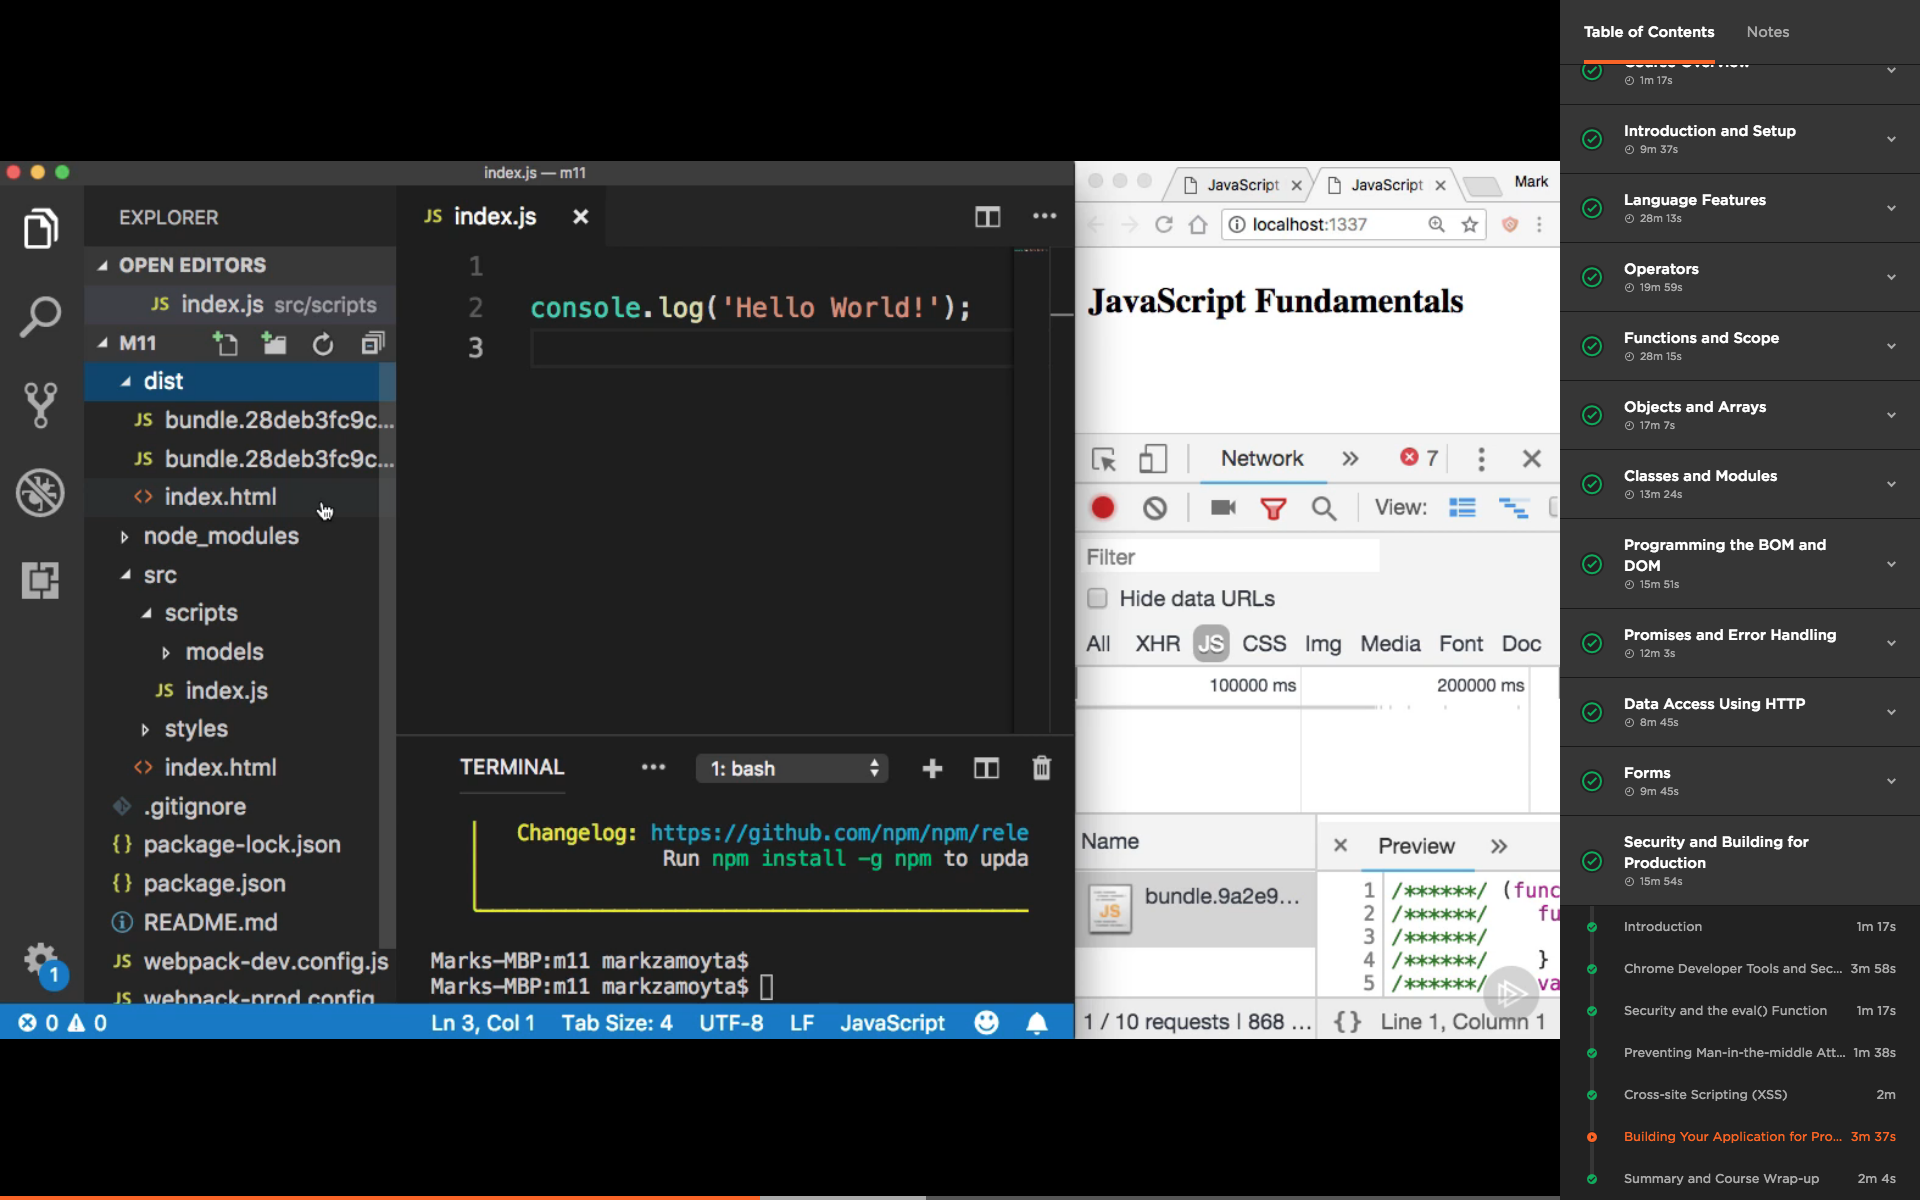 index.js — m11
EXPLORER
OPEN EDITORS
JS index.js src/scripts
M11
dist
JS bundle.28deb3fc9c...
JS bundle.28deb3fc9c...
<> index.html
node_modules
src
scripts
models
JS index.js
styles
<> index.html
.gitignore
{} package-lock.json
{} package.json
README.md
JS webpack-dev.config.js
JS webpack-prod.config
1
JS index.js
1
2 console.log('Hello World!');
3
TERMINAL ... 1: bash
Changelog: https://github.com/npm/npm/rele
Run npm install -g npm to upda
Marks-MBP:m11 markzamoyta$
Marks-MBP:m11 markzamoyta$
0 0 Ln 3, Col 1 Tab Size: 4 UTF-8 LF JavaScript
JavaScript JavaScript Mark
localhost:1337
JavaScript Fundamentals
Network » 7
View:
Filter
Hide data URLs
All XHR JS CSS Img Media Font Doc
100000 ms 200000 ms
Name Preview »
JS bundle.9a2e9...
1 /******/ (func
2 /******/ fu
3 /******/
4 /******/ }
5 /******/ va
1 / 10 requests | 868 ... {} Line 1, Column 1
Table of Contents Notes
Course Overview
1m 17s
Introduction and Setup
9m 37s
Language Features
28m 13s
Operators
19m 59s
Functions and Scope
28m 15s
Objects and Arrays
17m 7s
Classes and Modules
13m 24s
Programming the BOM and
DOM
15m 51s
Promises and Error Handling
12m 3s
Data Access Using HTTP
8m 45s
Forms
9m 45s
Security and Building for
Production
15m 54s
Introduction 1m 17s
Chrome Developer Tools and Sec... 3m 58s
Security and the eval() Function 1m 17s
Preventing Man-in-the-middle Att... 1m 38s
Cross-site Scripting (XSS) 2m
Building Your Application for Pro... 3m 37s
Summary and Course Wrap-up 2m 4s